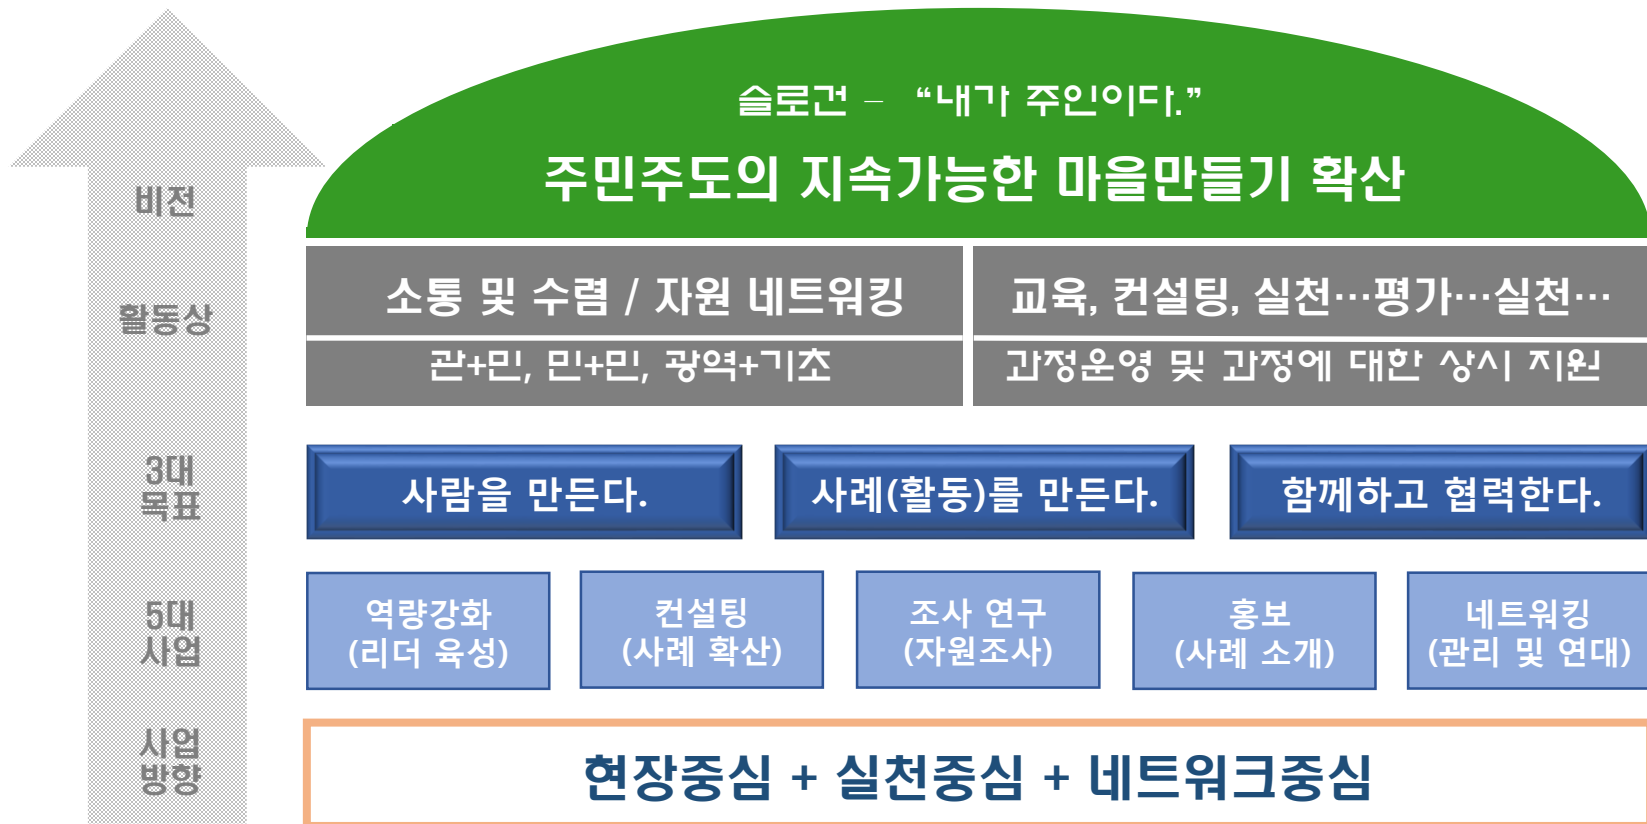 슬로건 – “내가 주인이다.”
주민주도의 지속가능한 마을만들기 확산
비전
활동상
소통 및 수렴 / 자원 네트워킹
교육, 컨설팅, 실천…평가…실천…
관+민, 민+민, 광역+기초
과정운영 및 과정에 대한 상시 지원
3대
목표
사람을 만든다.
사례(활동)를 만든다.
함께하고 협력한다.
5대
사업
역량강화
(리더 육성)
컨설팅
(사례 확산)
조사 연구
(자원조사)
홍보
(사례 소개)
네트워킹
(관리 및 연대)
사업
방향
현장중심 + 실천중심 + 네트워크중심